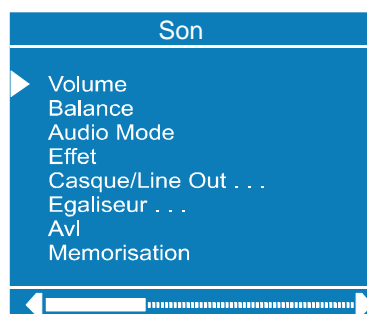 Son
Volume
Balance
Audio Mode
Effet
Casque/Line Out . . .
Egaliseur . . .
Avl
Memorisation